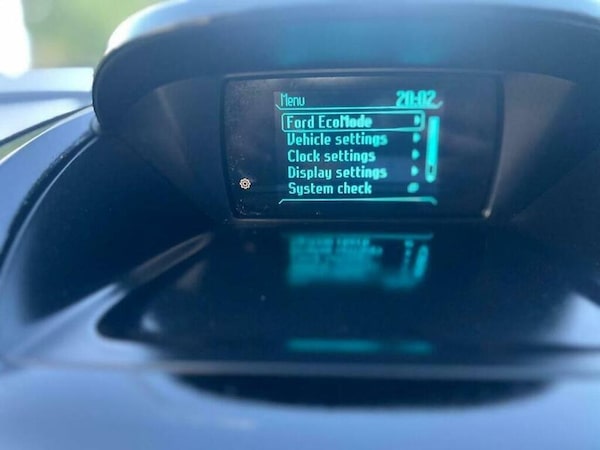 Menu 20:02
Ford EcoMode
Vehicle settings
Clock settings
Display settings
System check